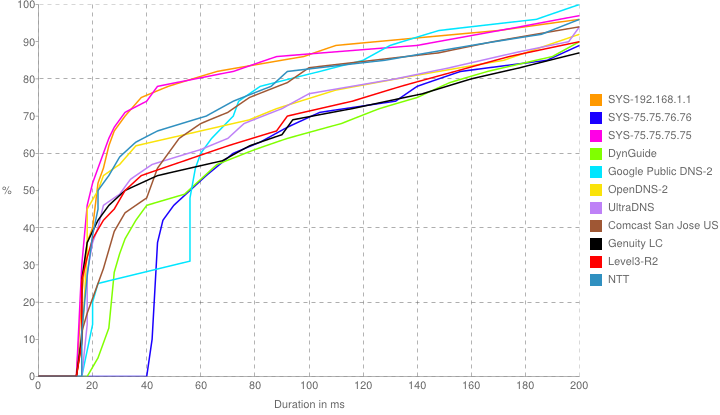 100
90
80
70
60
50
%
40
30
20
10
0
0 20 40 60 80 100 120 140 160 175 180 200
Duration in ms
SYS-192.168.1.1
SYS-75.75.76.76
SYS-75.75.75.75
DynGuide
Google Public DNS-2
OpenDNS-2
UltraDNS
Comcast San Jose US
Genuity LC
Level3-R2
NTT